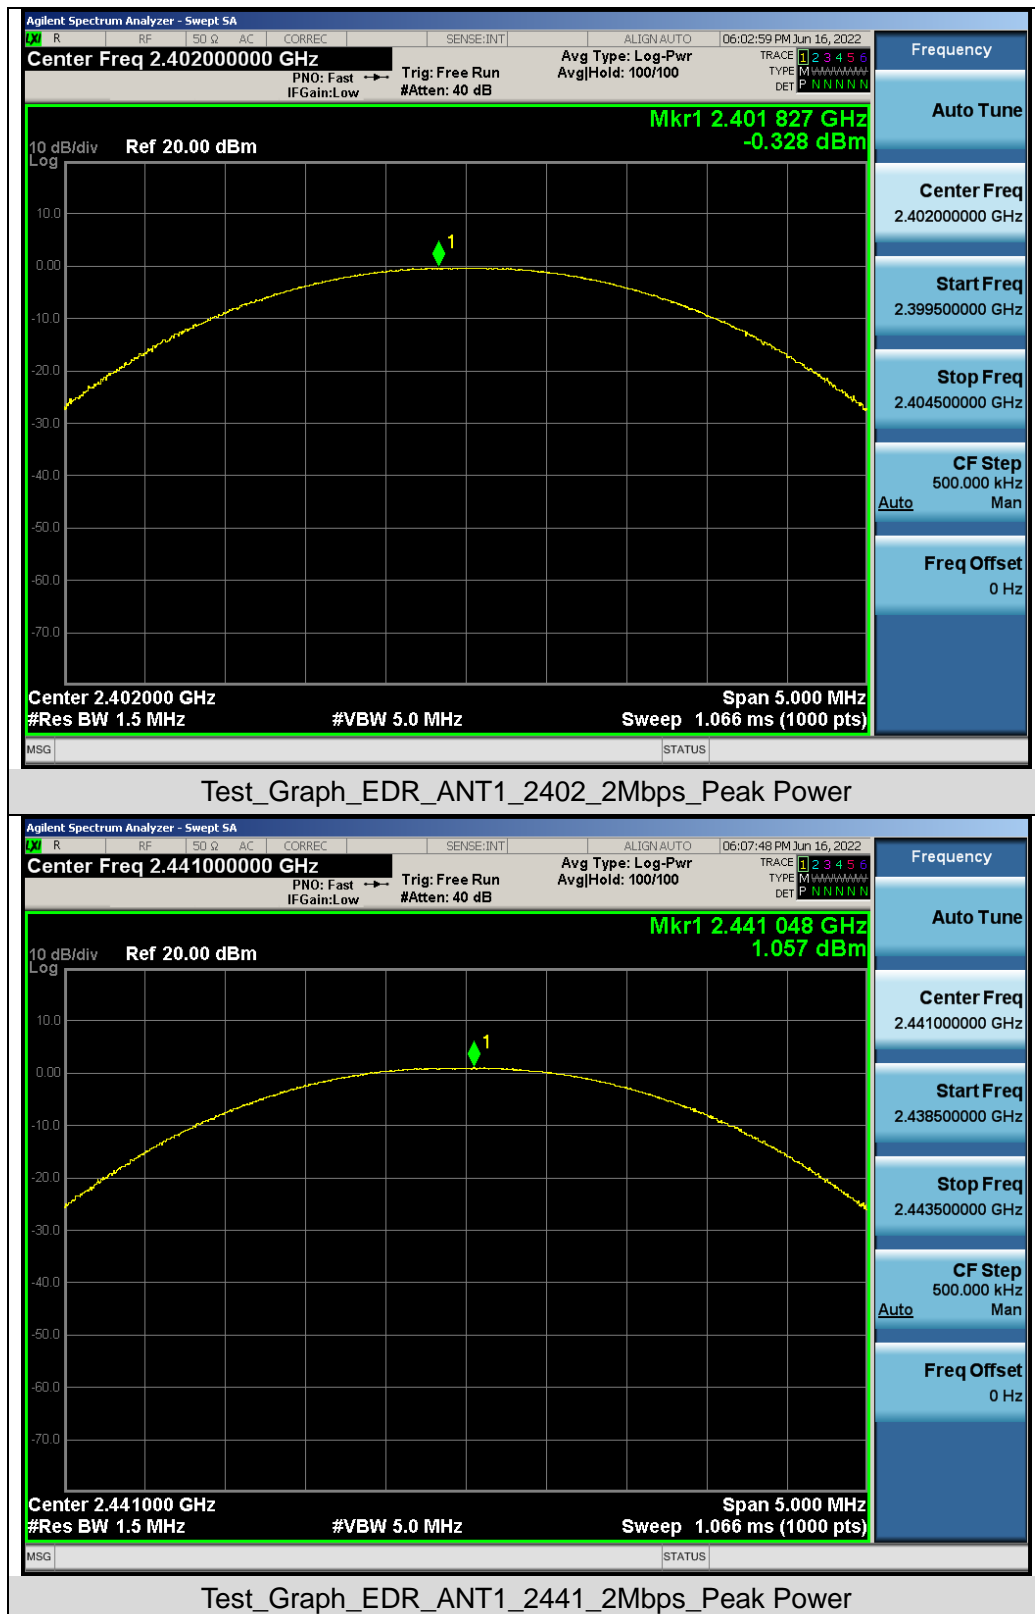 Agilent Spectrum Analyzer - Swept SA
LXI R RF 50 Ω AC CORREC SENSE:INT ALIGN AUTO 06:02:59 PM Jun 16, 2022
Center Freq 2.402000000 GHz
PNO: Fast
IFGain:Low
Trig: Free Run
#Atten: 40 dB
Avg Type: Log-Pwr
Avg|Hold: 100/100
TRACE 1 2 3 4 5 6
TYPE M WWWWW
DET P N N N N N
Frequency
Auto Tune
Mkr1 2.401 827 GHz
-0.328 dBm
10 dB/div Ref 20.00 dBm
Log
10.0
0.00
-10.0
-20.0
-30.0
-40.0
-50.0
-60.0
-70.0
1
Center Freq
2.402000000 GHz
Start Freq
2.399500000 GHz
Stop Freq
2.404500000 GHz
CF Step
500.000 kHz
Auto Man
Freq Offset
0 Hz
Center 2.402000 GHz Span 5.000 MHz
#Res BW 1.5 MHz #VBW 5.0 MHz Sweep 1.066 ms (1000 pts)
MSG STATUS
Test_Graph_EDR_ANT1_2402_2Mbps_Peak Power
Agilent Spectrum Analyzer - Swept SA
LXI R RF 50 Ω AC CORREC SENSE:INT ALIGN AUTO 06:07:48 PM Jun 16, 2022
Center Freq 2.441000000 GHz
PNO: Fast
IFGain:Low
Trig: Free Run
#Atten: 40 dB
Avg Type: Log-Pwr
Avg|Hold: 100/100
TRACE 1 2 3 4 5 6
TYPE M WWWWW
DET P N N N N N
Frequency
Auto Tune
Mkr1 2.441 048 GHz
1.057 dBm
10 dB/div Ref 20.00 dBm
Log
10.0
0.00
-10.0
-20.0
-30.0
-40.0
-50.0
-60.0
-70.0
1
Center Freq
2.441000000 GHz
Start Freq
2.438500000 GHz
Stop Freq
2.443500000 GHz
CF Step
500.000 kHz
Auto Man
Freq Offset
0 Hz
Center 2.441000 GHz Span 5.000 MHz
#Res BW 1.5 MHz #VBW 5.0 MHz Sweep 1.066 ms (1000 pts)
MSG STATUS
Test_Graph_EDR_ANT1_2441_2Mbps_Peak Power